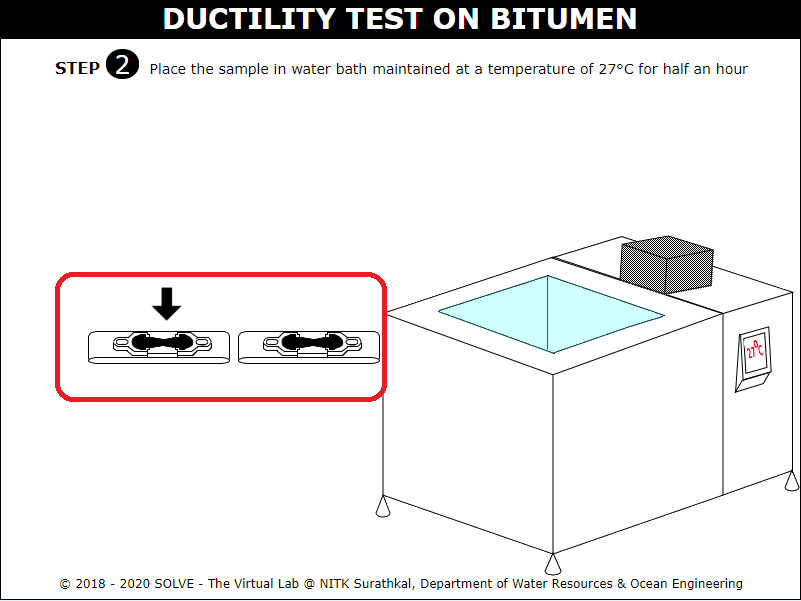 DUCTILITY TEST ON BITUMEN
STEP 2 Place the sample in water bath maintained at a temperature of 27°C for half an hour
27°C
© 2018 - 2020 SOLVE - The Virtual Lab @ NITK Surathkal, Department of Water Resources & Ocean Engineering